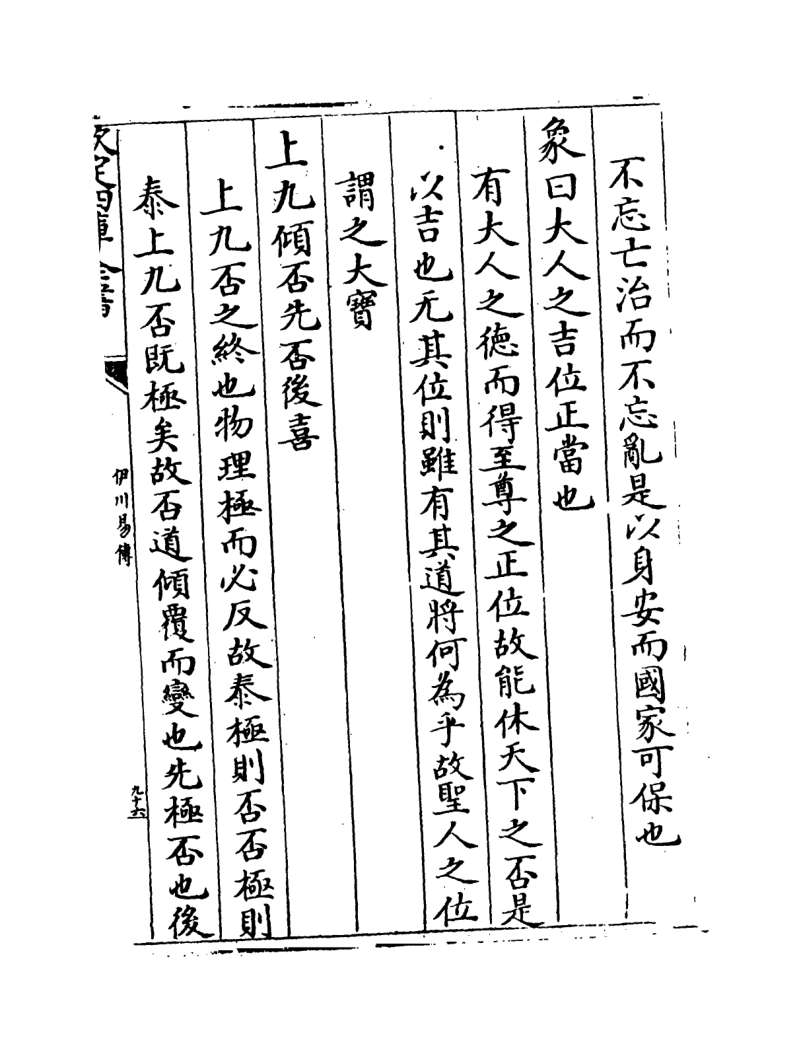 不忘亡治而不忘亂是以身安而國家可保也
象曰大人之吉位正當也
有大人之德而得至尊之正位故能休天下之否是
以吉也无其位則雖有其道將何為乎故聖人之位
謂之大寶
上九傾否先否後喜
上九否之終也物理極而必反故泰極則否否極則
泰上九否既極矣故否道傾覆而變也先極否也後
欽定四庫全書
伊川易傳
九十六